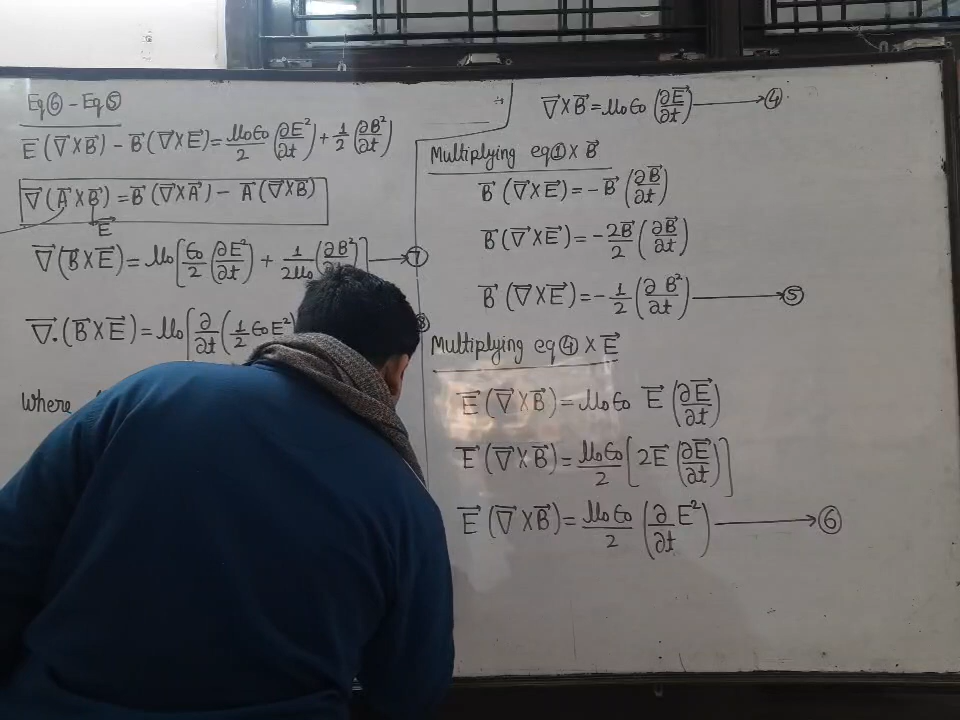 Eq⑥ - Eq⑤
E⃗ (∇⃗ X B⃗) - B⃗ (∇⃗ X E⃗) = μ₀ϵ₀/2 (∂E²/∂t) + 1/2 (∂B²/∂t)
∇⃗ (A⃗ X B⃗) = B⃗ (∇⃗ X A⃗) - A⃗ (∇⃗ X B⃗)
E⃗
∇⃗ (B⃗ X E⃗) = μ₀ [ϵ₀/2 (∂E²/∂t) + 1/2μ₀ (∂B²/∂t)] → ⑦
∇⃗. (B⃗ X E⃗) = μ₀ [∂/∂t (1/2 ϵ₀E²
Where
∇⃗ X B⃗ = μ₀ϵ₀ (∂E⃗/∂t) → ④
Multiplying eq① X B⃗
B⃗ (∇⃗ X E⃗) = - B⃗ (∂B⃗/∂t)
B⃗ (∇⃗ X E⃗) = - 2B⃗/2 (∂B⃗/∂t)
B⃗ (∇⃗ X E⃗) = - 1/2 (∂B²/∂t) → ⑤
Multiplying eq④ X E⃗
E⃗ (∇⃗ X B⃗) = μ₀ϵ₀ E⃗ (∂E⃗/∂t)
E⃗ (∇⃗ X B⃗) = μ₀ϵ₀/2 [2E⃗ (∂E⃗/∂t)]
E⃗ (∇⃗ X B⃗) = μ₀ϵ₀/2 (∂/∂t E²) → ⑥